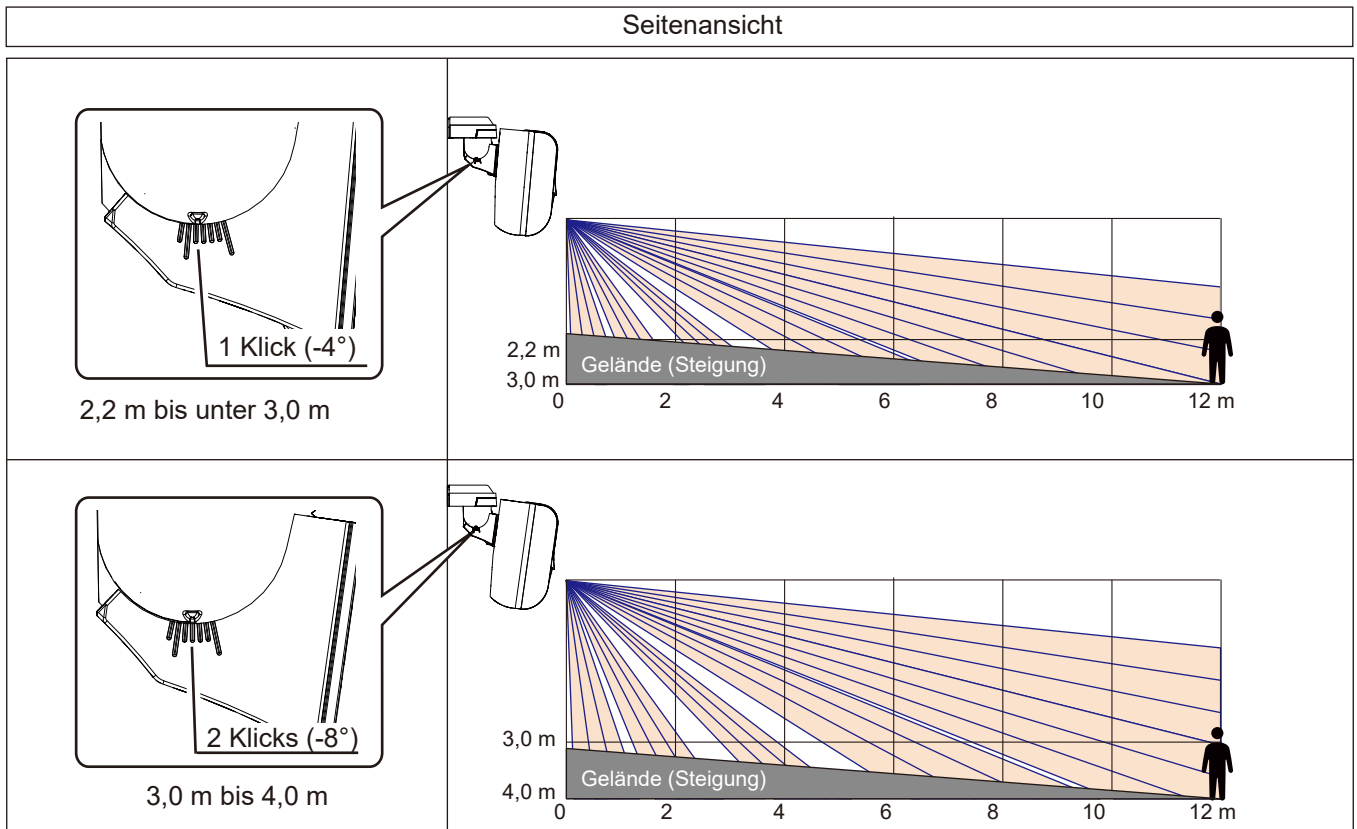 Seitenansicht
1 Klick (-4°)
2,2 m bis unter 3,0 m
2,2 m
3,0 m
Gelände (Steigung)
0 2 4 6 8 10 12 m
2 Klicks (-8°)
3,0 m bis 4,0 m
3,0 m
4,0 m
Gelände (Steigung)
0 2 4 6 8 10 12 m